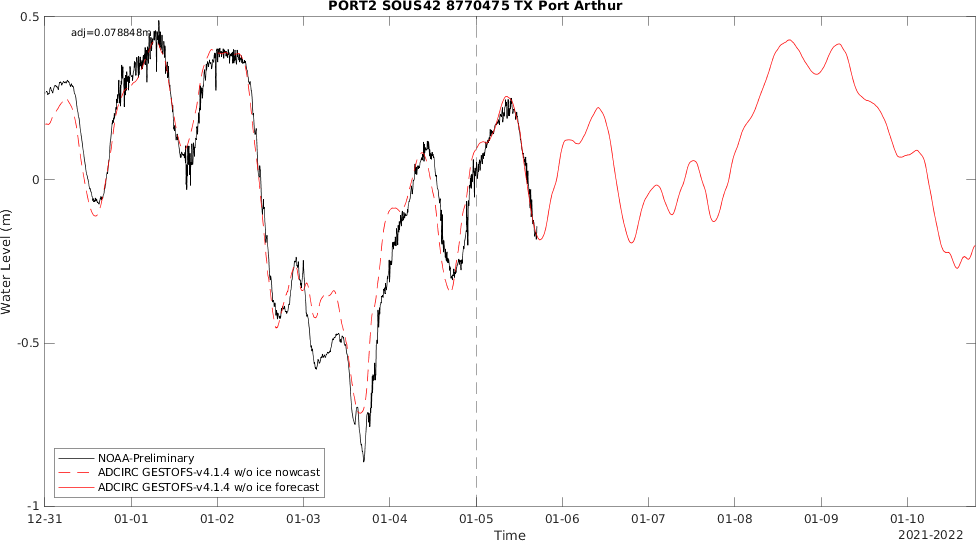 PORT2 SOUS42 8770475 TX Port Arthur
adj=0.078848m
0.5
0
-0.5
-1
Water Level (m)
NOAA-Preliminary
ADCIRC GESTOFS-v4.1.4 w/o ice nowcast
ADCIRC GESTOFS-v4.1.4 w/o ice forecast
12-31 01-01 01-02 01-03 01-04 01-05 01-06 01-07 01-08 01-09 01-10
Time
2021-2022